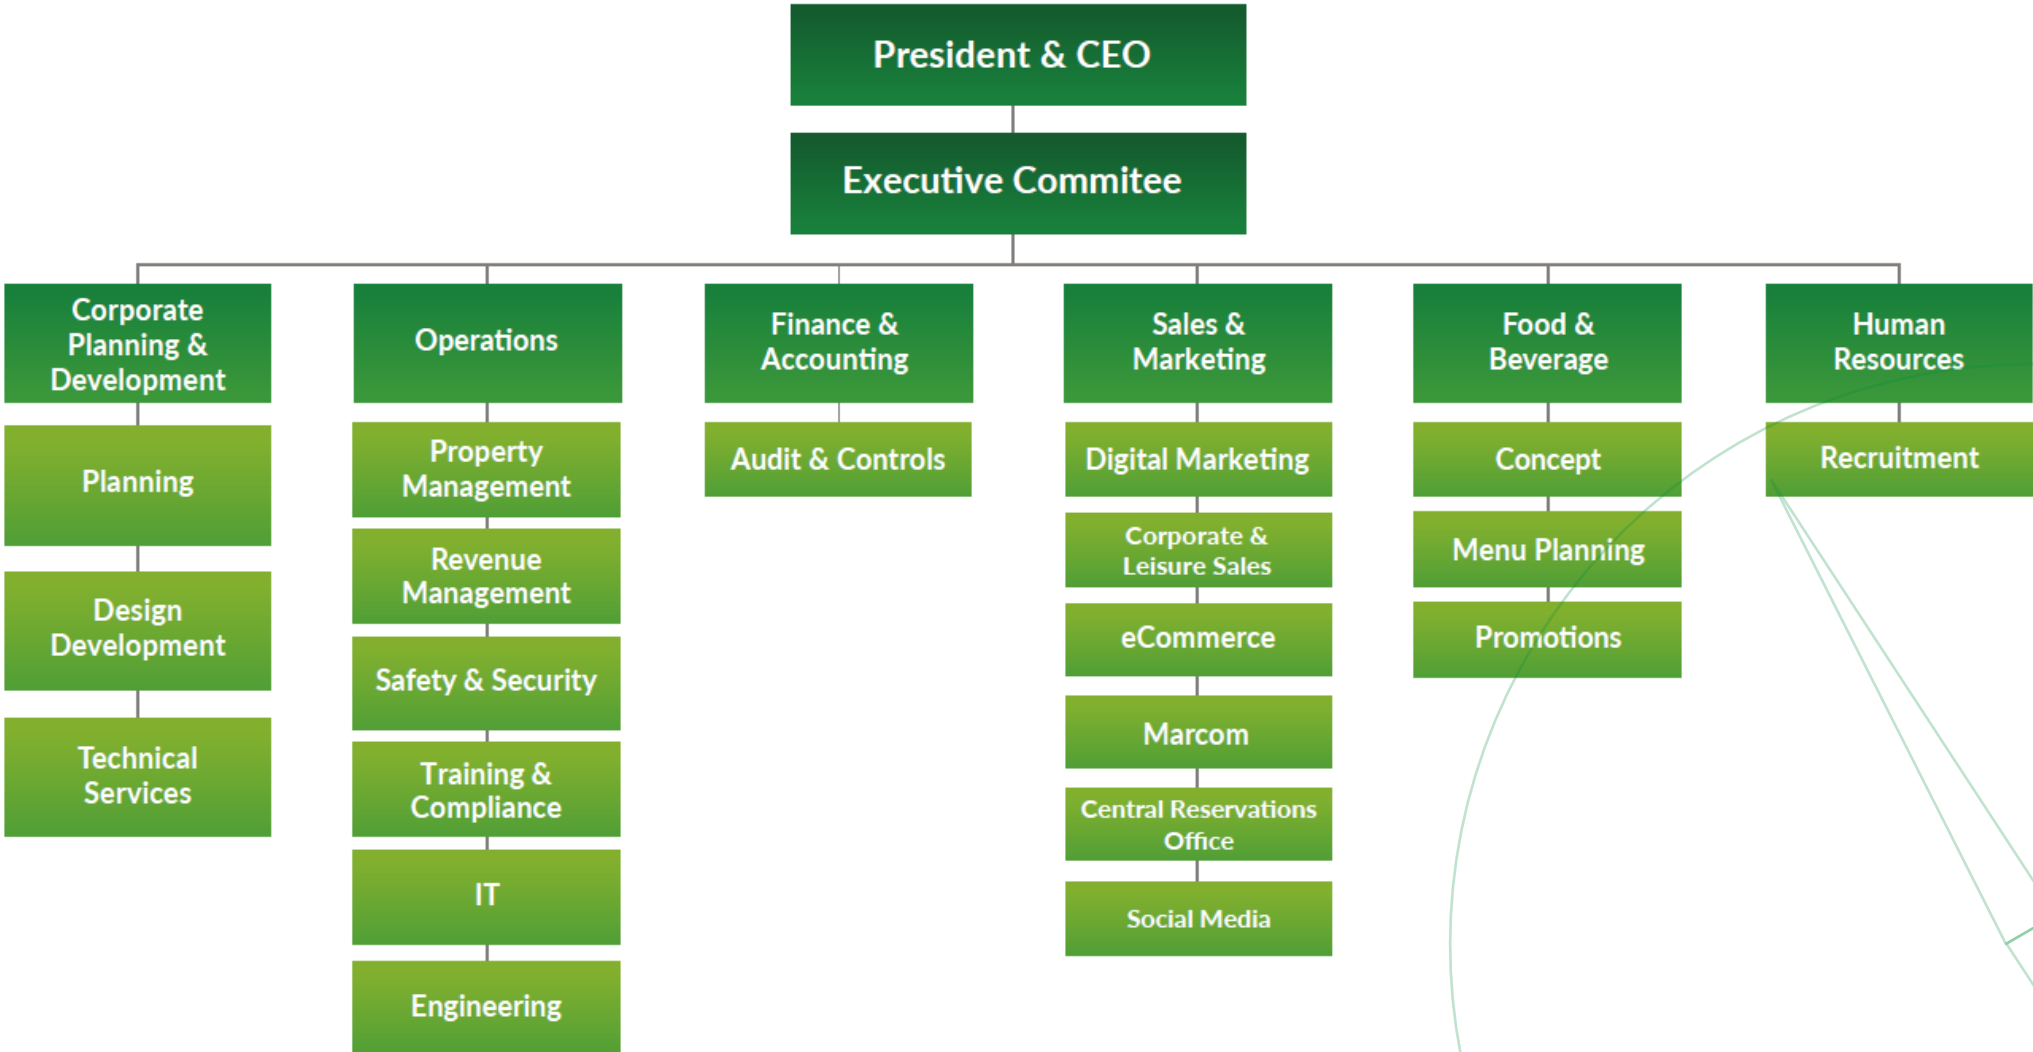 President & CEO
Executive Commitee
Corporate
Planning &
Development
Operations
Finance &
Accounting
Sales &
Marketing
Food &
Beverage
Human
Resources
Planning
Design
Development
Technical
Services
Property
Management
Revenue
Management
Safety & Security
Training &
Compliance
IT
Engineering
Audit & Controls
Digital Marketing
Corporate &
Leisure Sales
eCommerce
Marcom
Central Reservations
Office
Social Media
Concept
Menu Planning
Promotions
Recruitment